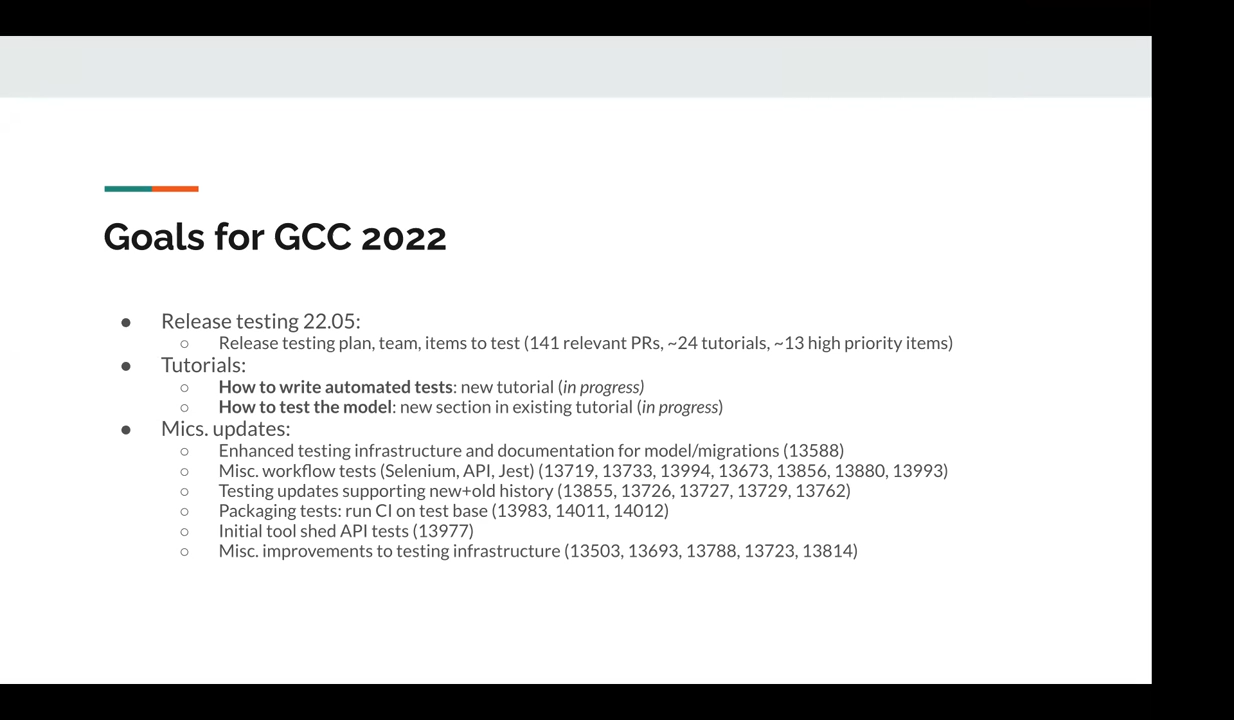 Goals for GCC 2022
● Release testing 22.05:
○ Release testing plan, team, items to test (141 relevant PRs, ~24 tutorials, ~13 high priority items)
● Tutorials:
○ How to write automated tests: new tutorial (in progress)
○ How to test the model: new section in existing tutorial (in progress)
● Mics. updates:
○ Enhanced testing infrastructure and documentation for model/migrations (13588)
○ Misc. workflow tests (Selenium, API, Jest) (13719, 13733, 13994, 13673, 13856, 13880, 13993)
○ Testing updates supporting new+old history (13855, 13726, 13727, 13729, 13762)
○ Packaging tests: run CI on test base (13983, 14011, 14012)
○ Initial tool shed API tests (13977)
○ Misc. improvements to testing infrastructure (13503, 13693, 13788, 13723, 13814)